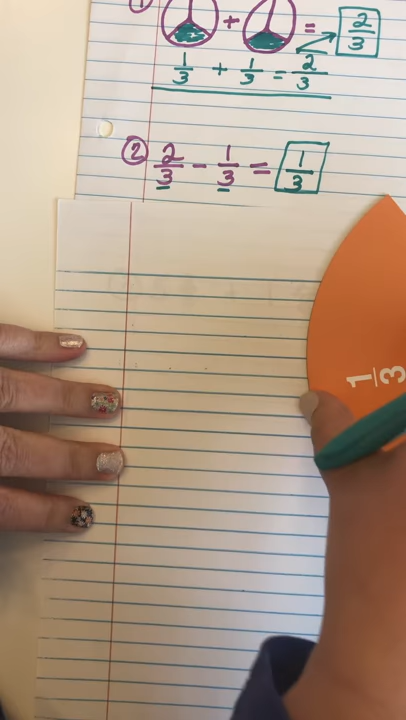 ① + = 2/3
1/3 + 1/3 = 2/3
② 2/3 - 1/3 = 1/3
1/3